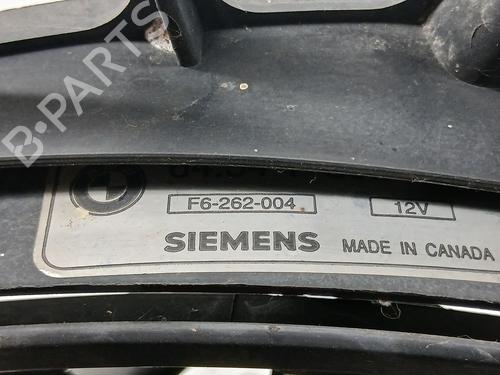 B-PARTS
F6-262-004 12V
SIEMENS MADE IN CANADA